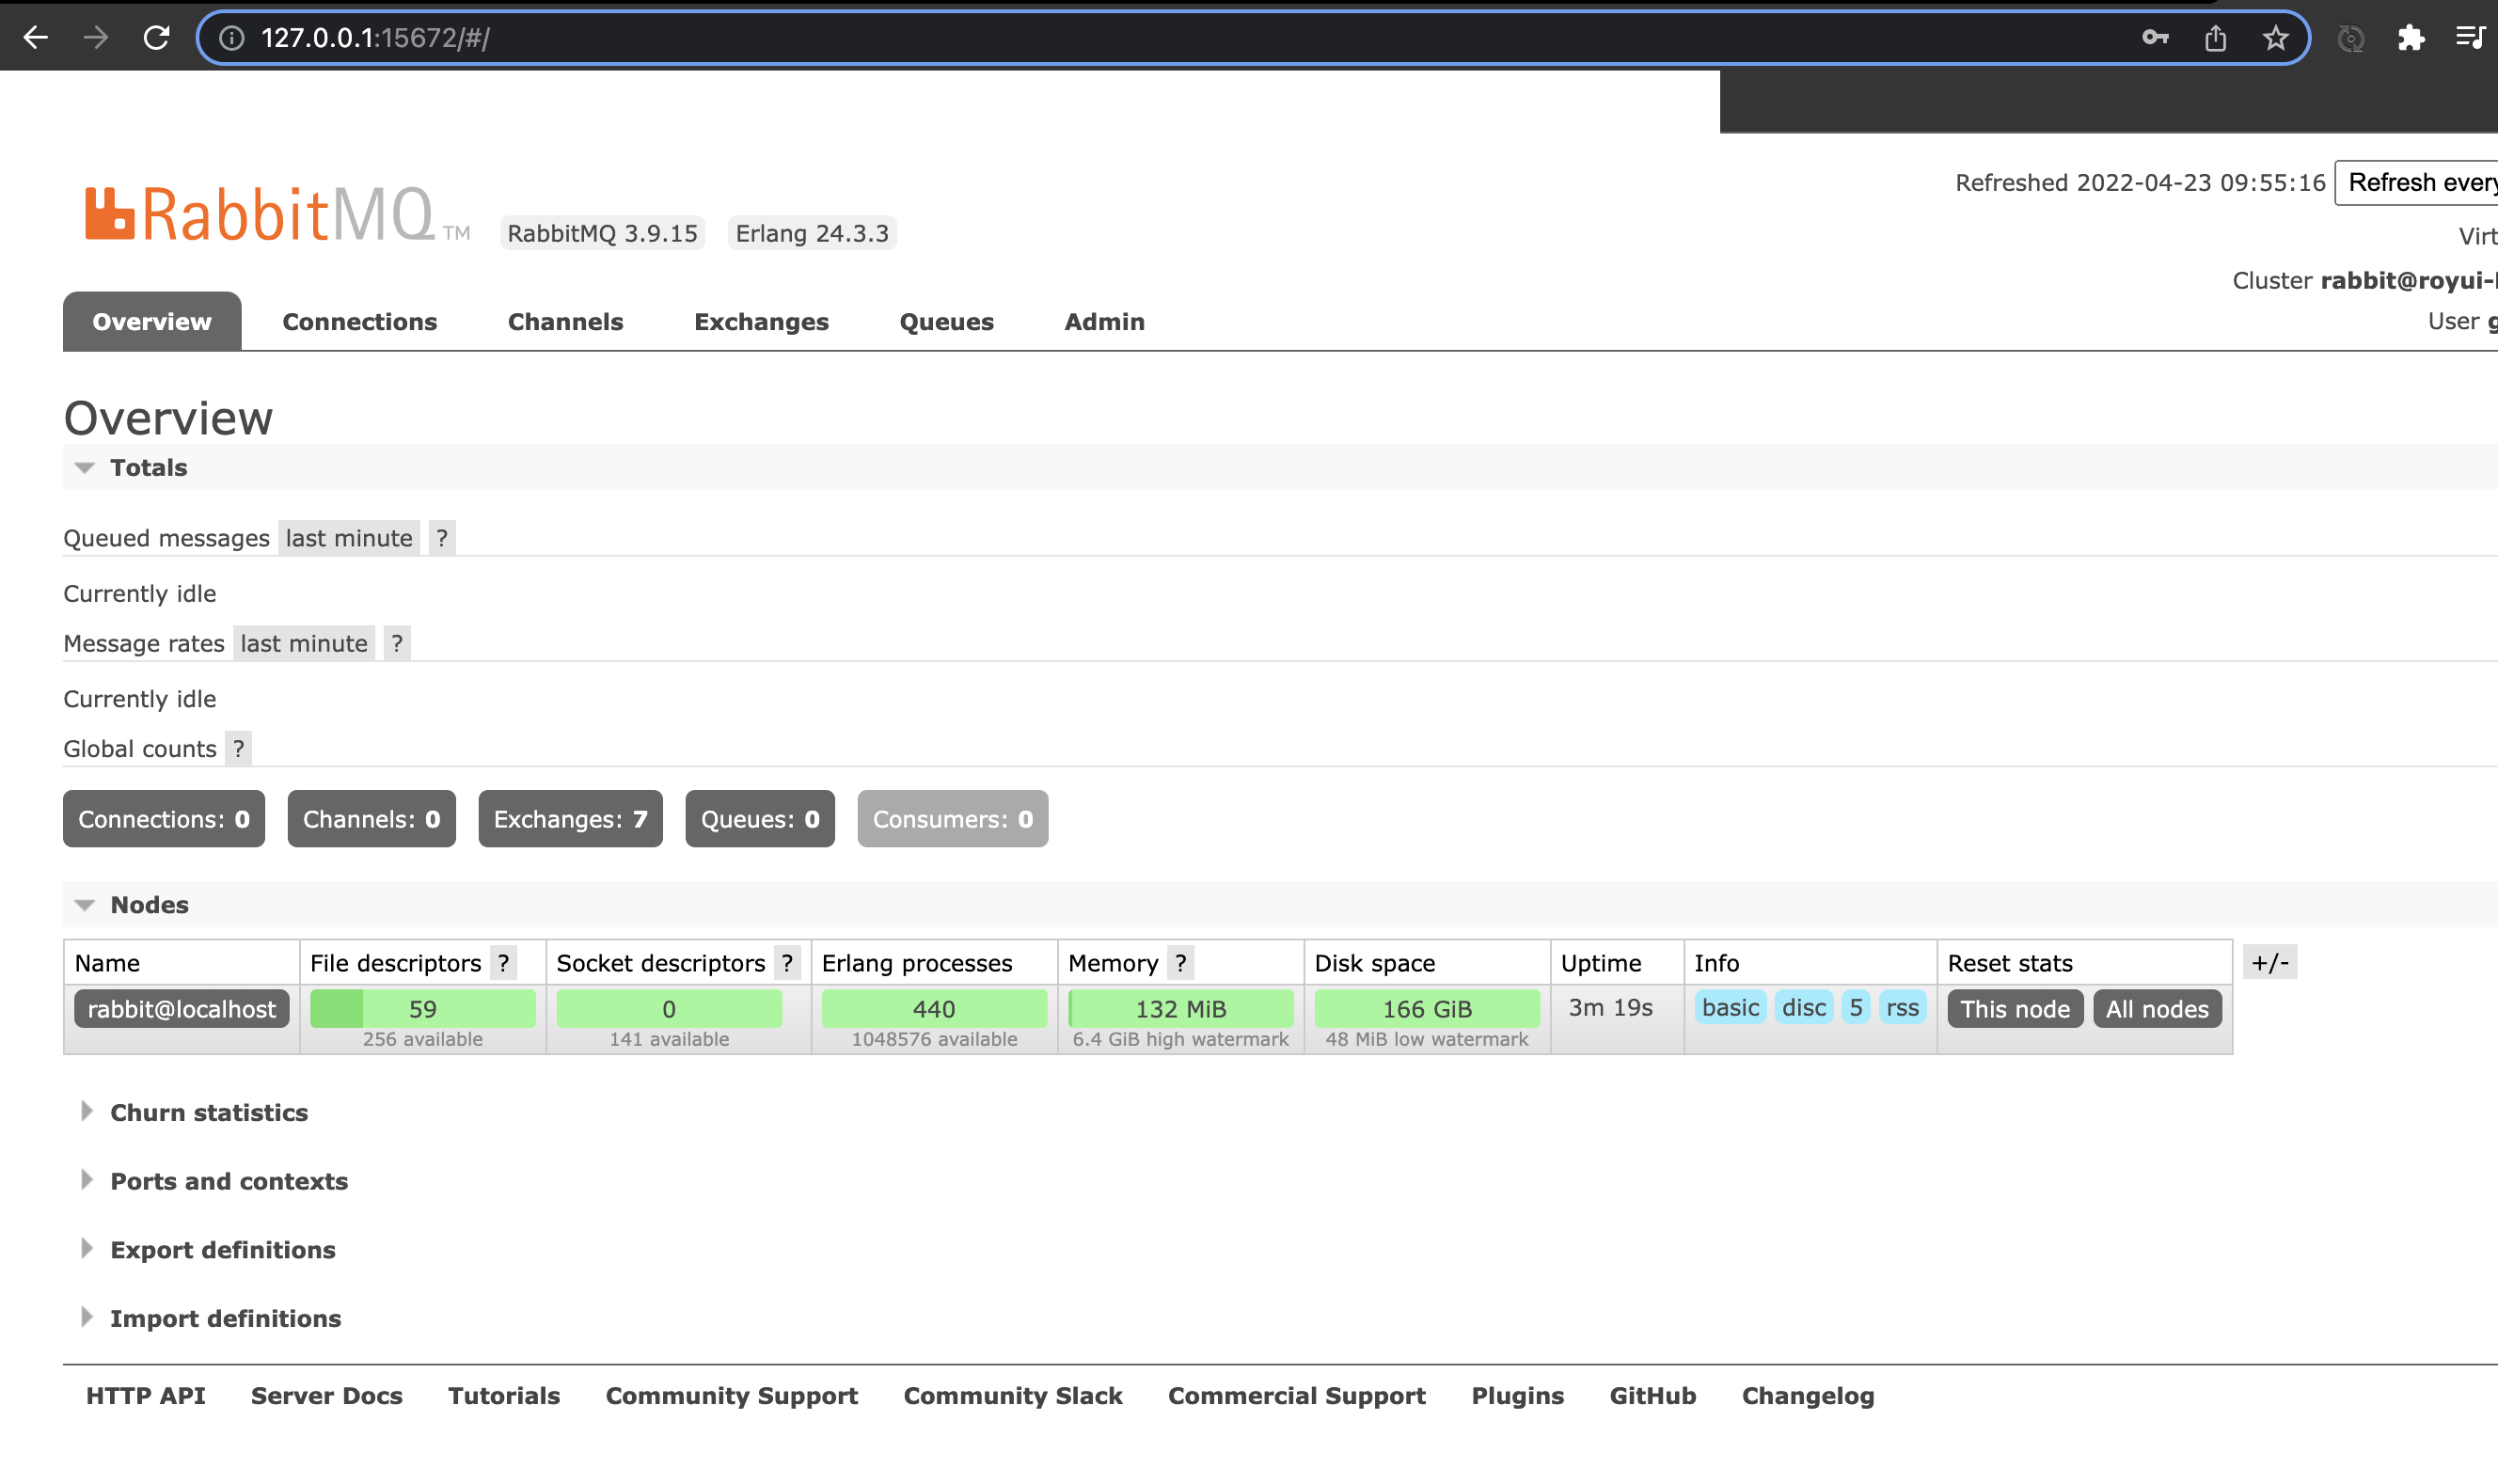 127.0.0.1:15672/#/
Refreshed 2022-04-23 09:55:16 Refresh every
RabbitMQ TM RabbitMQ 3.9.15 Erlang 24.3.3
Cluster rabbit@royui-
User
Overview Connections Channels Exchanges Queues Admin
Overview
Totals
Queued messages last minute ?
Currently idle
Message rates last minute ?
Currently idle
Global counts ?
Connections: 0 Channels: 0 Exchanges: 7 Queues: 0 Consumers: 0
Nodes
Name File descriptors ? Socket descriptors ? Erlang processes Memory ? Disk space Uptime Info Reset stats +/-
rabbit@localhost 59 0 440 132 MiB 166 GiB 3m 19s basic disc 5 rss This node All nodes
256 available 141 available 1048576 available 6.4 GiB high watermark 48 MiB low watermark
Churn statistics
Ports and contexts
Export definitions
Import definitions
HTTP API Server Docs Tutorials Community Support Community Slack Commercial Support Plugins GitHub Changelog